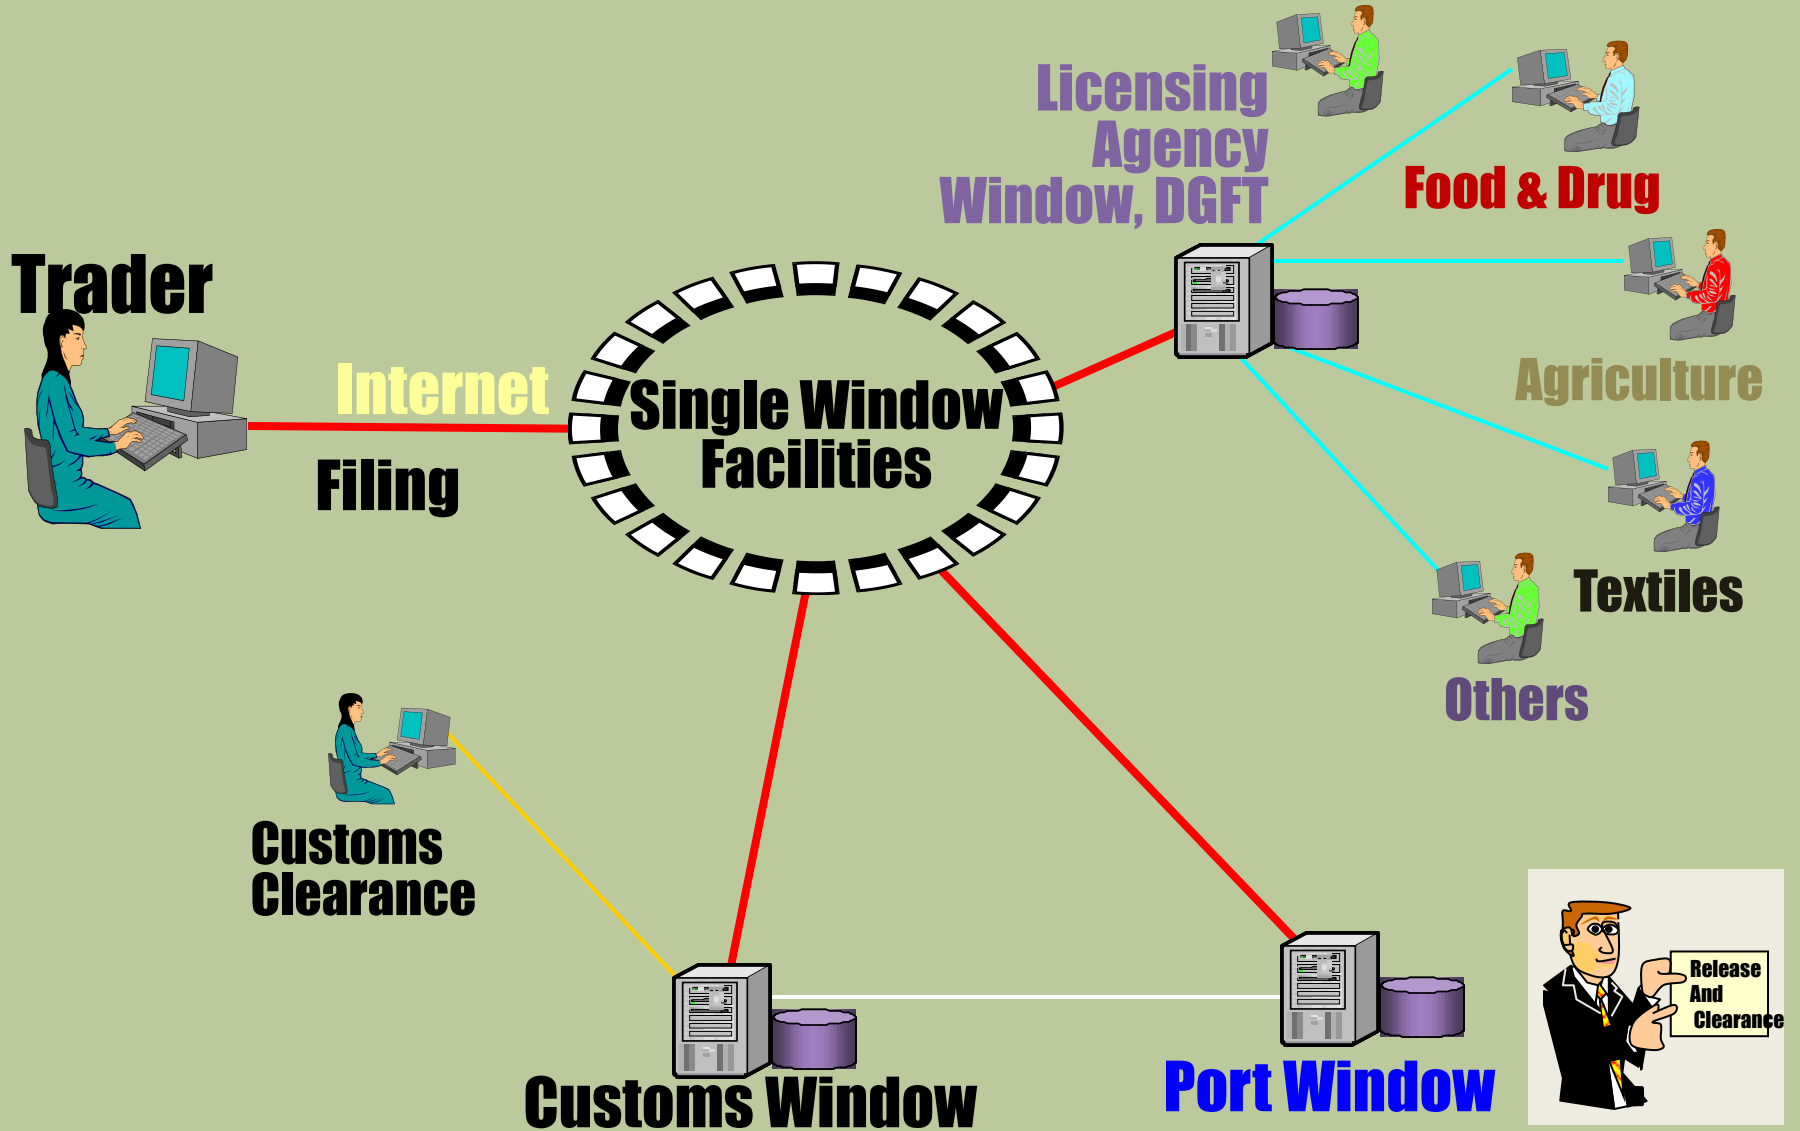 Licensing
Agency
Window, DGFT
Food & Drug
Trader
Internet
Filing
Single Window
Facilities
Agriculture
Textiles
Others
Customs
Clearance
Customs Window
Port Window
Release
And
Clearance